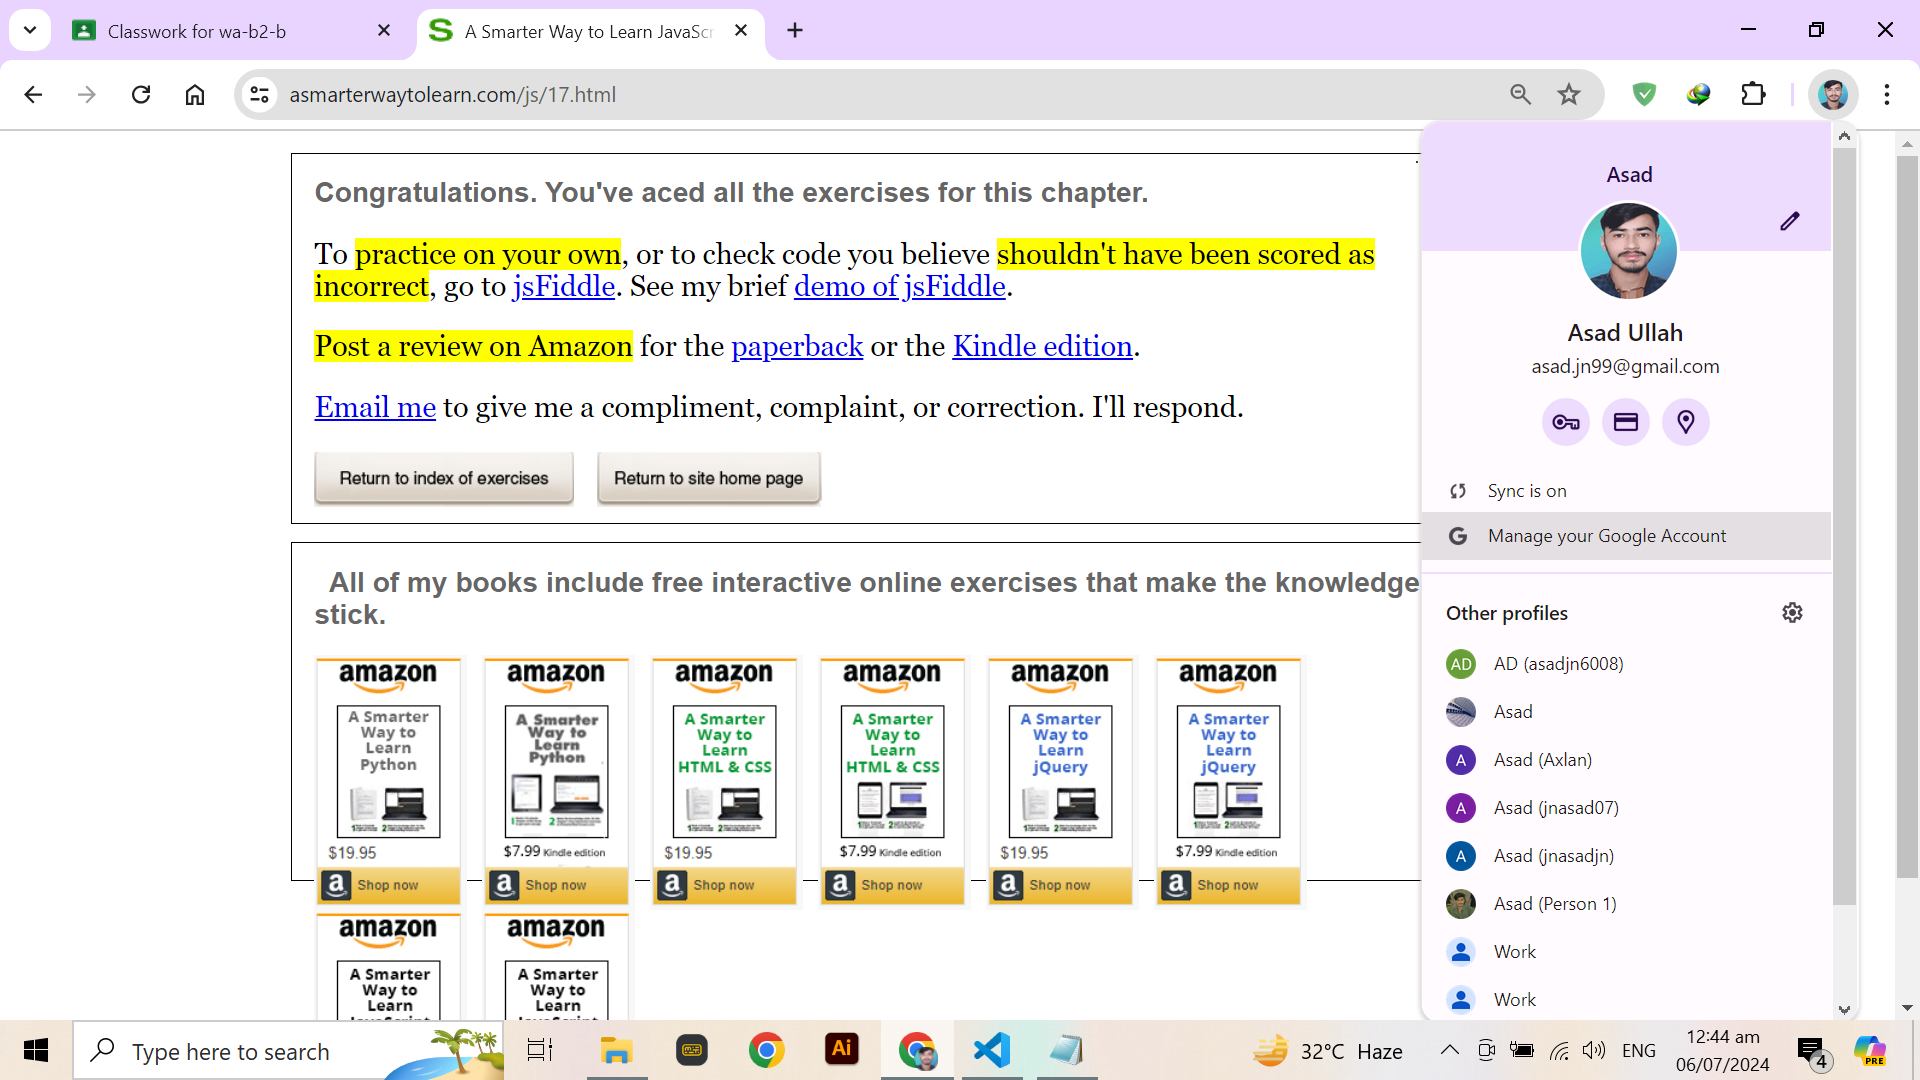 Classwork for wa-b2-b
A Smarter Way to Learn JavaScr
asmarterwaytolearn.com/js/17.html
Congratulations. You've aced all the exercises for this chapter.
To practice on your own, or to check code you believe shouldn't have been scored as
incorrect, go to jsFiddle. See my brief demo of jsFiddle.
Post a review on Amazon for the paperback or the Kindle edition.
Email me to give me a compliment, complaint, or correction. I'll respond.
Return to index of exercises
Return to site home page
All of my books include free interactive online exercises that make the knowledge
stick.
amazon
A Smarter
Way to
Learn
Python
$19.95
Shop now
amazon
A Smarter
Way to
Learn
Python
$7.99 Kindle edition
Shop now
amazon
A Smarter
Way to
Learn
HTML & CSS
$19.95
Shop now
amazon
A Smarter
Way to
Learn
HTML & CSS
$7.99 Kindle edition
Shop now
amazon
A Smarter
Way to
Learn
jQuery
$19.95
Shop now
amazon
A Smarter
Way to
Learn
jQuery
$7.99 Kindle edition
Shop now
amazon
A Smarter
Way to
Learn
amazon
A Smarter
Way to
Learn
Asad
Asad Ullah
asad.jn99@gmail.com
Sync is on
Manage your Google Account
Other profiles
AD AD (asadjn6008)
Asad
A Asad (Axlan)
A Asad (jnasad07)
A Asad (jnasadjn)
Asad (Person 1)
Work
Work
Type here to search
Ai
32°C Haze
ENG
12:44 am
06/07/2024
4
PRE